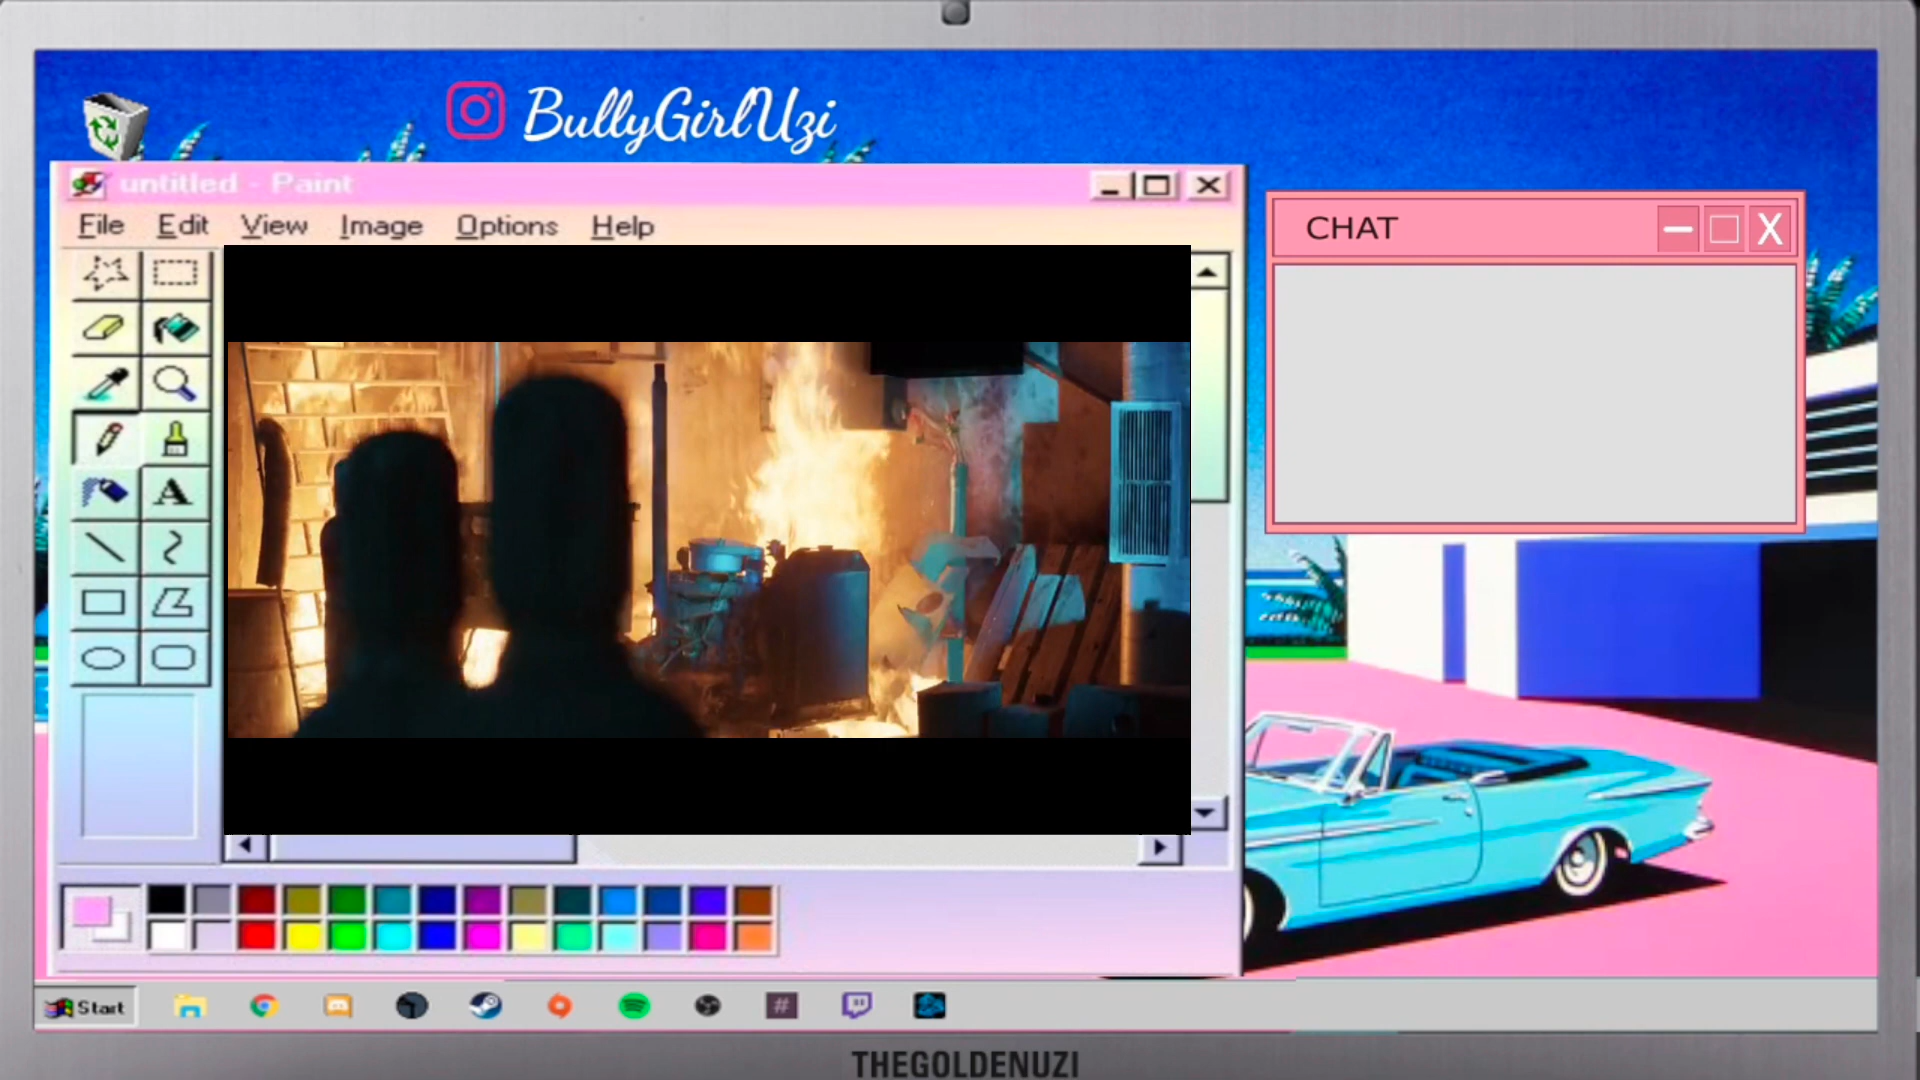 BullyGirlUzi
untitled - Paint
File Edit View Image Options Help
CHAT
X
A
Start
#
THEGOLDENUZI